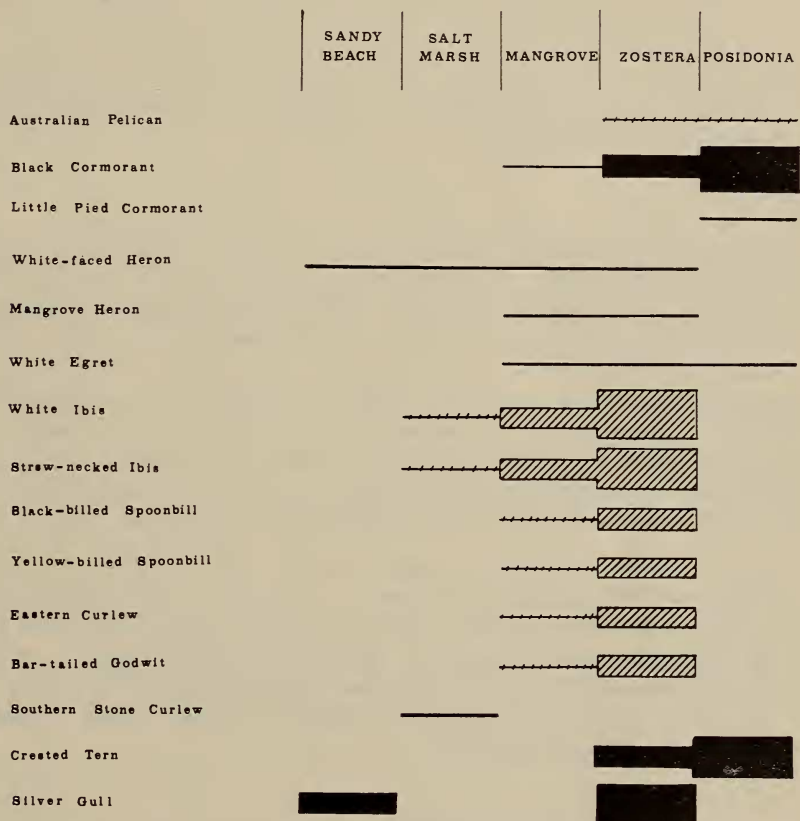 SANDY BEACH
SALT MARSH
MANGROVE
ZOSTERA
POSIDONIA
Australian Pelican
Black Cormorant
Little Pied Cormorant
White-faced Heron
Mangrove Heron
White Egret
White Ibis
Straw-necked Ibis
Black-billed Spoonbill
Yellow-billed Spoonbill
Eastern Curlew
Bar-tailed Godwit
Southern Stone Curlew
Crested Tern
Silver Gull